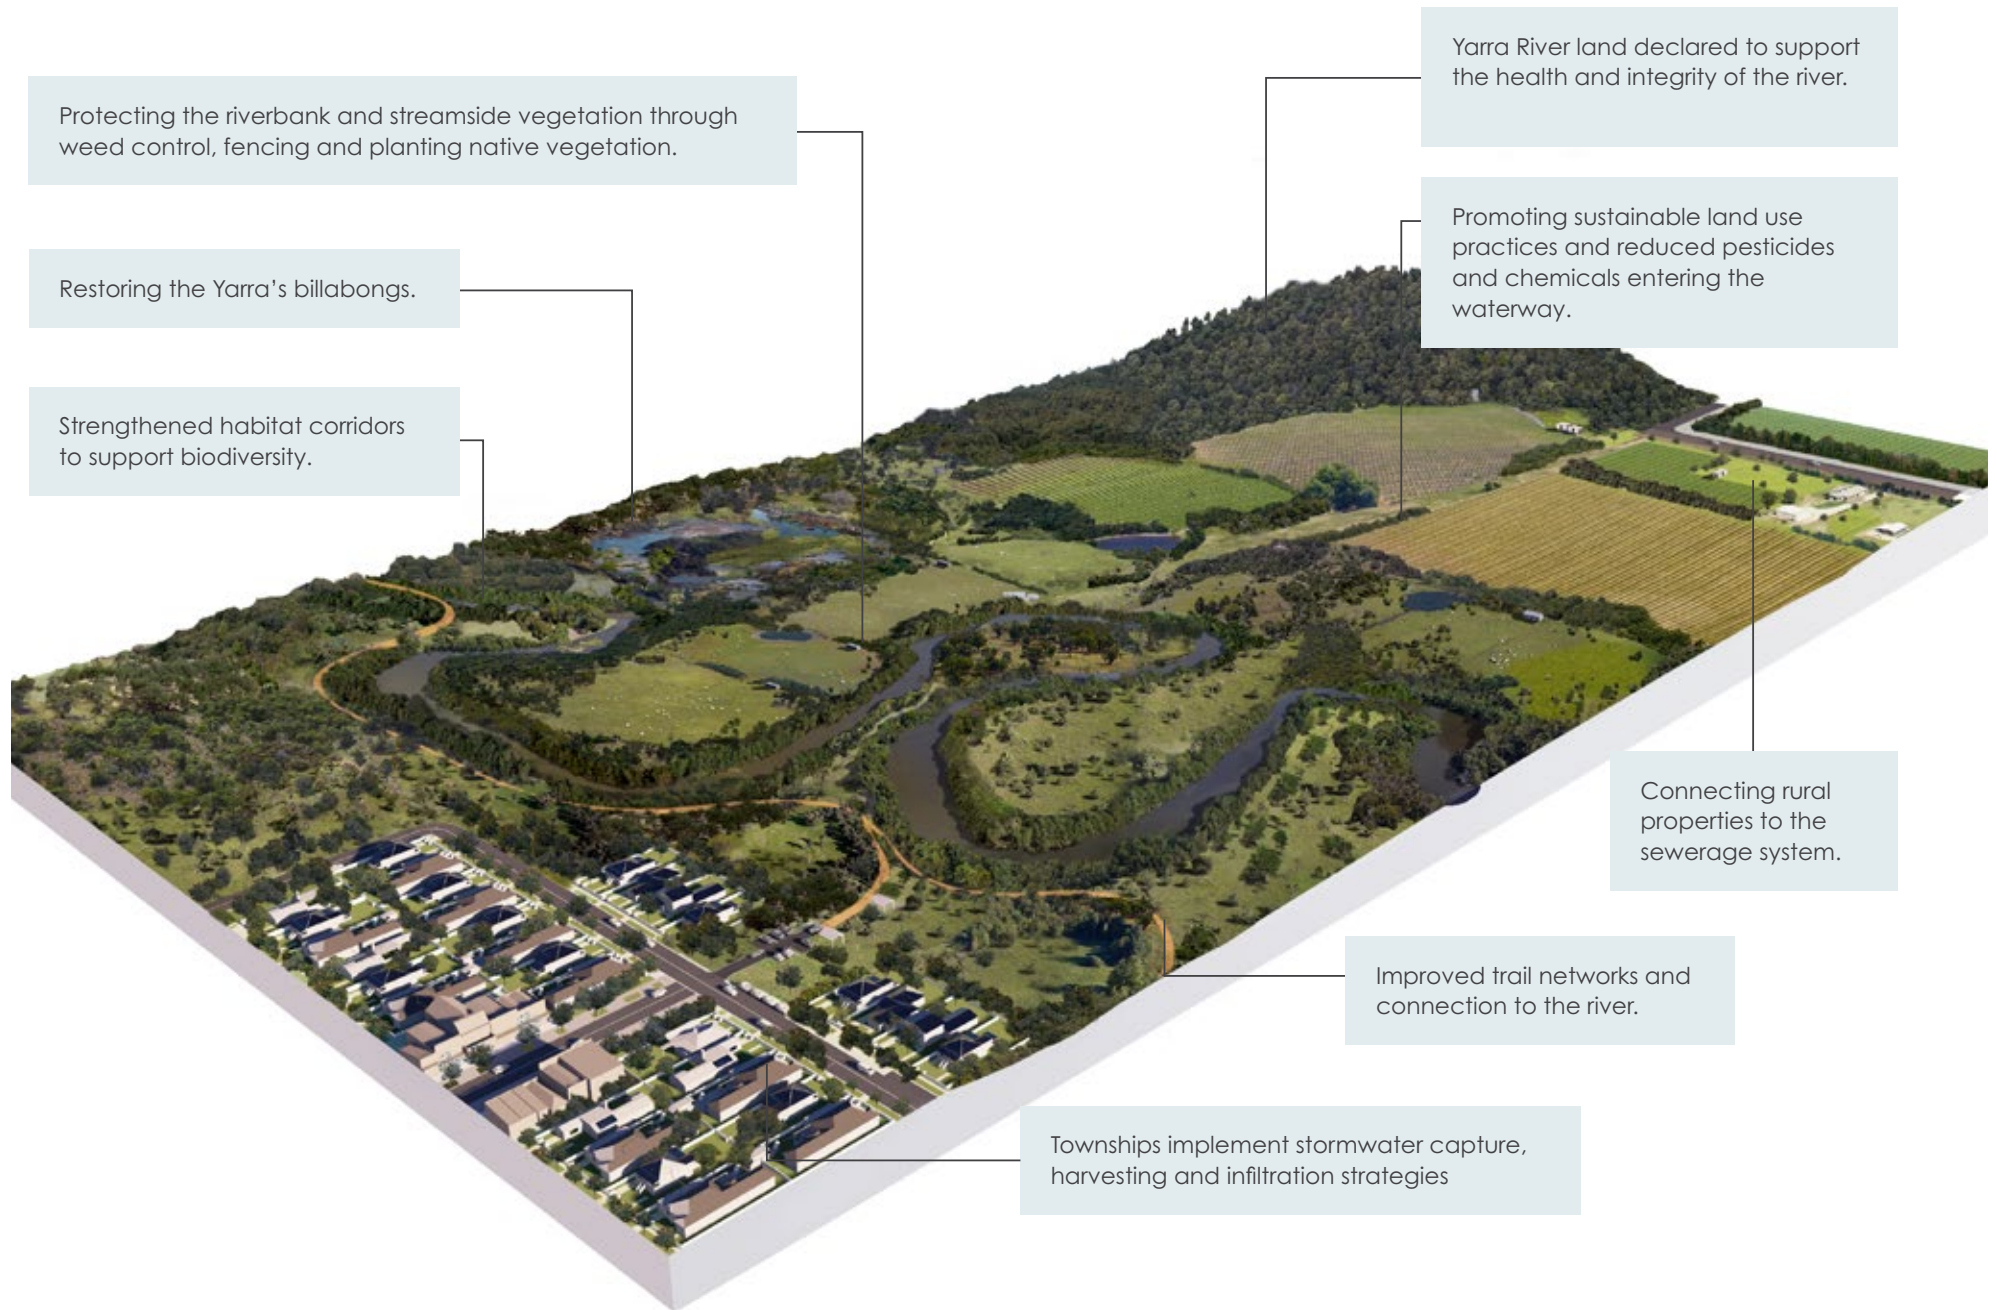 Yarra River land declared to support
the health and integrity of the river.
Protecting the riverbank and streamside vegetation through
weed control, fencing and planting native vegetation.
Promoting sustainable land use
practices and reduced pesticides
and chemicals entering the
waterway.
Restoring the Yarra’s billabongs.
Strengthened habitat corridors
to support biodiversity.
Connecting rural
properties to the
sewerage system.
Improved trail networks and
connection to the river.
Townships implement stormwater capture,
harvesting and infiltration strategies